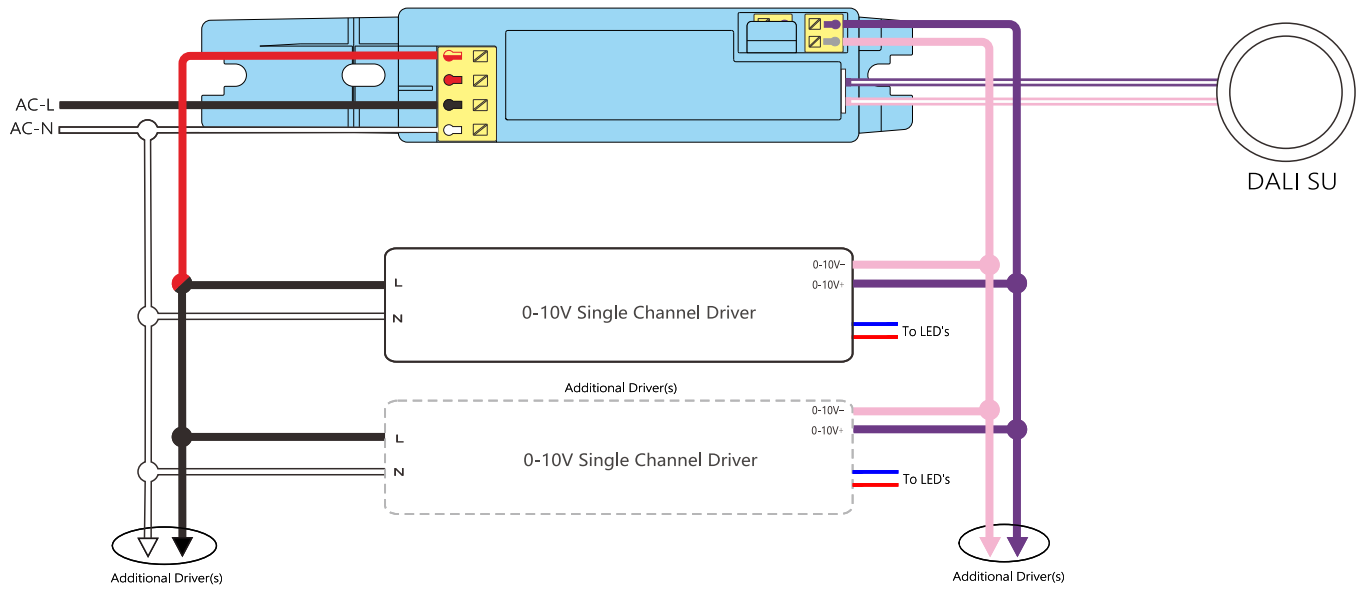 AC-L
AC-N
DALI SU
0-10V-
L
0-10V+
0-10V Single Channel Driver
N
To LED's
Additional Driver(s)
0-10V-
0-10V+
L
0-10V Single Channel Driver
N
To LED's
Additional Driver(s)
Additional Driver(s)